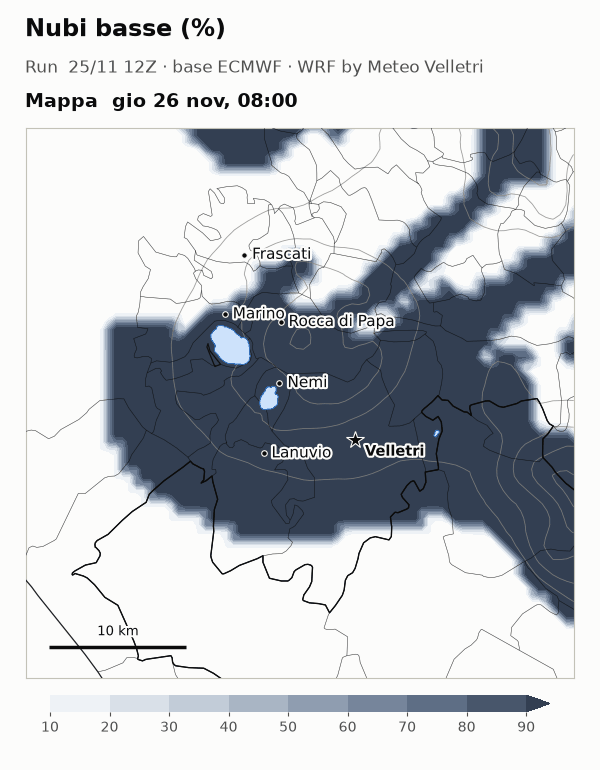 Nubi basse (%)
Run  25/11 12Z · base ECMWF · WRF by Meteo Velletri
Mappa  gio 26 nov, 08:00
Frascati
Marino
Rocca di Papa
Nemi
Velletri
Lanuvio
10 km
10 20 30 40 50 60 70 80 90